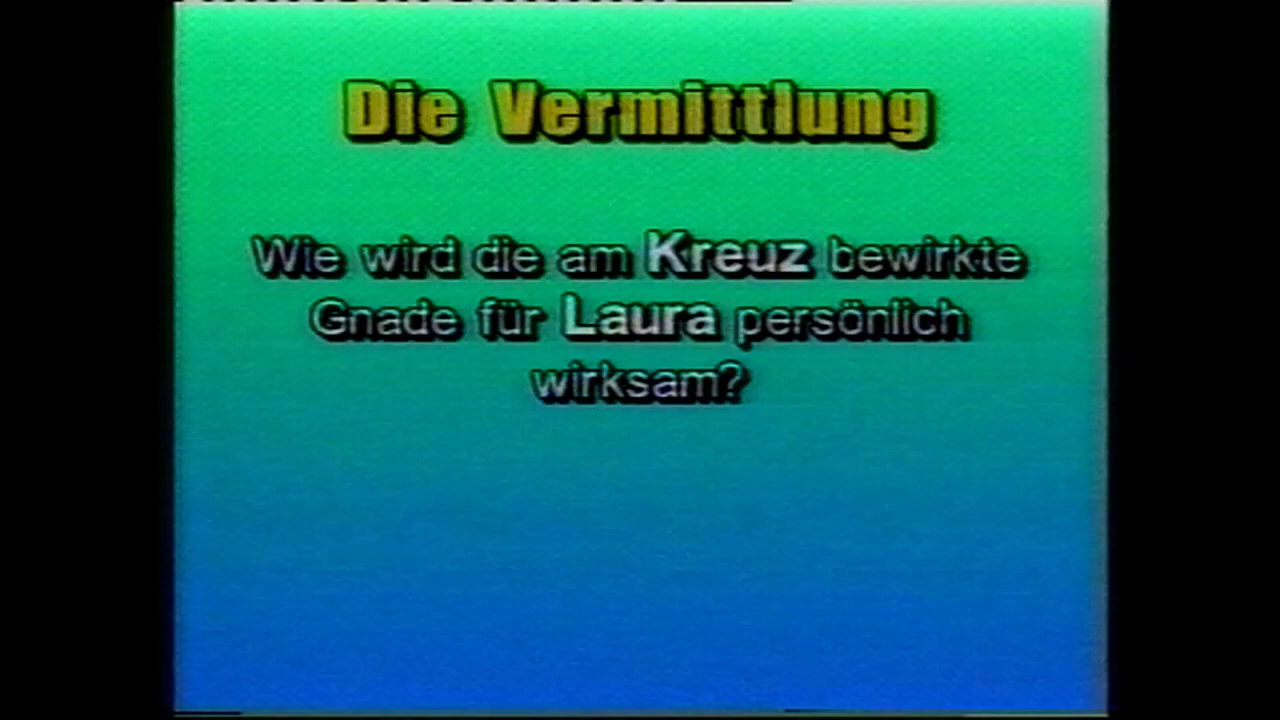 Die Vermittlung
Wie wird die am Kreuz bewirkte
Gnade für Laura persönlich
wirksam?